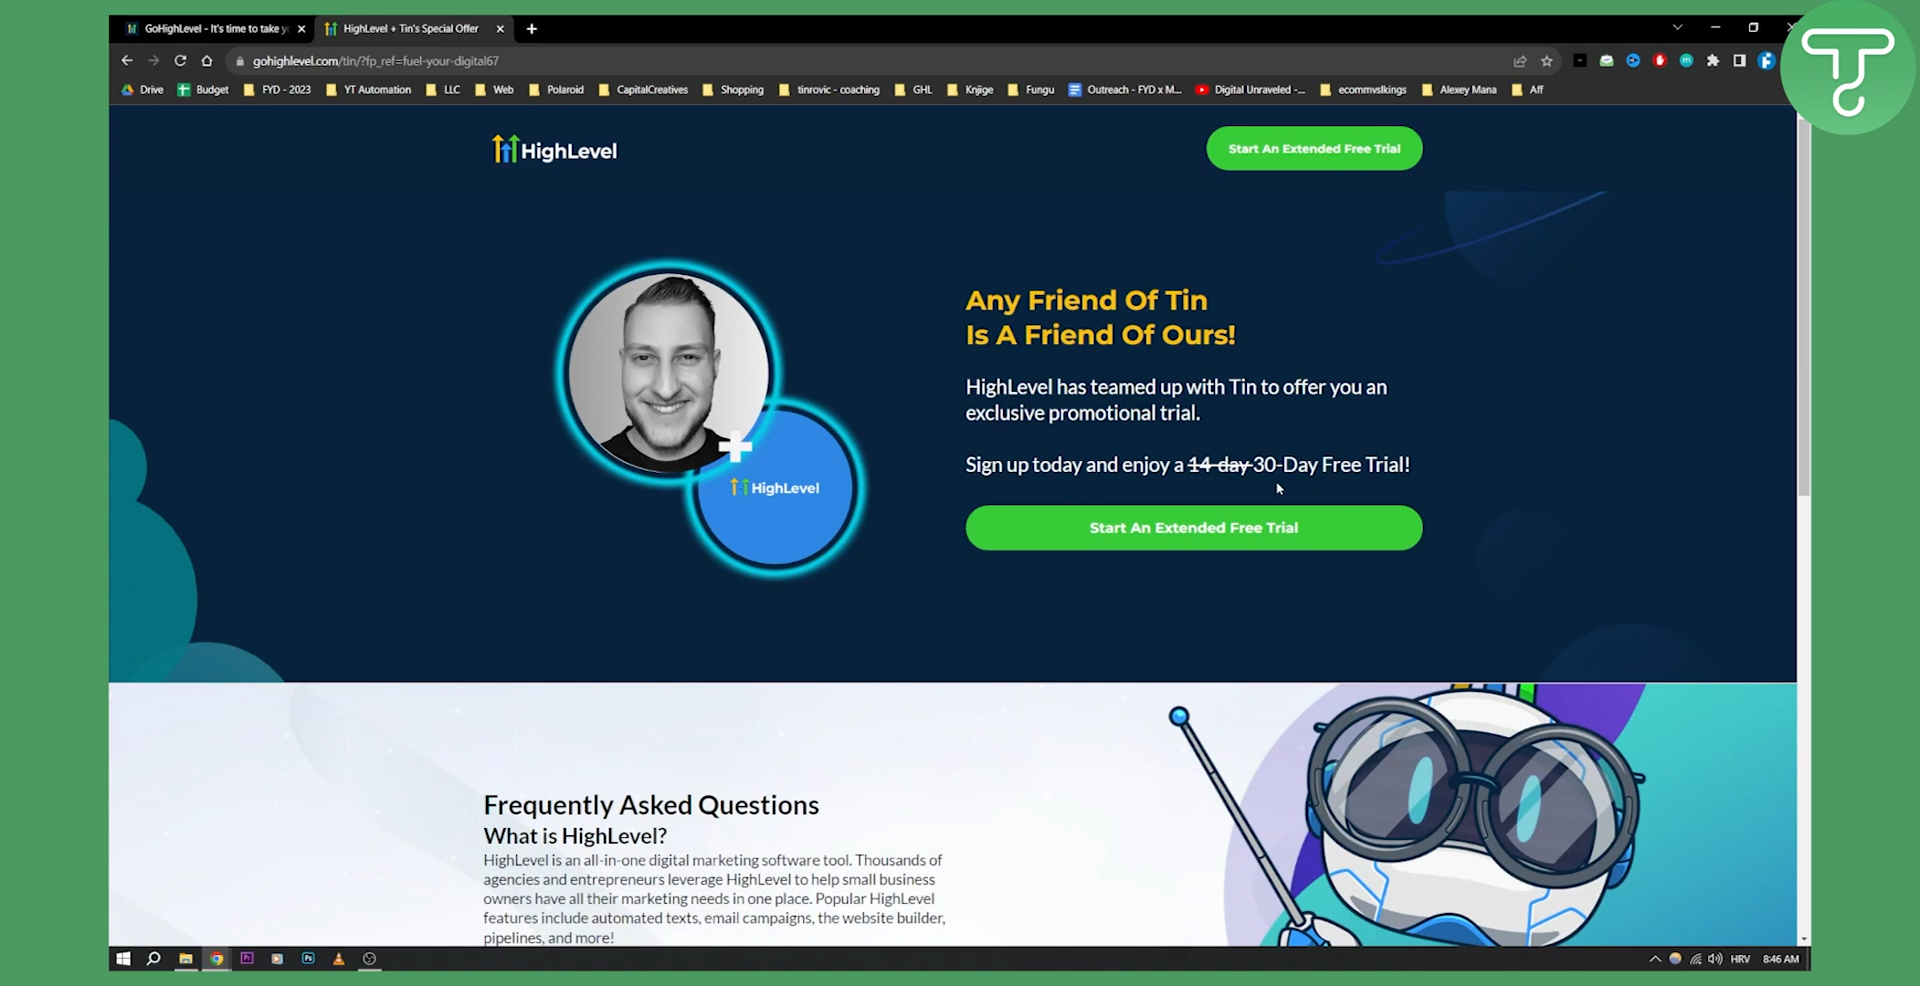 GoHighLevel - It's time to take yo
HighLevel + Tin's Special Offer
gohighlevel.com/tin/?fp_ref=fuel-your-digital67
Drive
Budget
FYD - 2023
YT Automation
LLC
Web
Polaroid
CapitalCreatives
Shopping
tinrovic - coaching
GHL
Knjige
Fungu
Outreach - FYD x M...
Digital Unraveled -...
ecommvslkings
Alexey Mana
Aff
HighLevel
Start An Extended Free Trial
Any Friend Of Tin
Is A Friend Of Ours!
HighLevel has teamed up with Tin to offer you an
exclusive promotional trial.
Sign up today and enjoy a 14-day 30-Day Free Trial!
HighLevel
Start An Extended Free Trial
Frequently Asked Questions
What is HighLevel?
HighLevel is an all-in-one digital marketing software tool. Thousands of
agencies and entrepreneurs leverage HighLevel to help small business
owners have all their marketing needs in one place. Popular HighLevel
features include automated texts, email campaigns, the website builder,
pipelines, and more!
Pr
Ps
HRV
8:46 AM